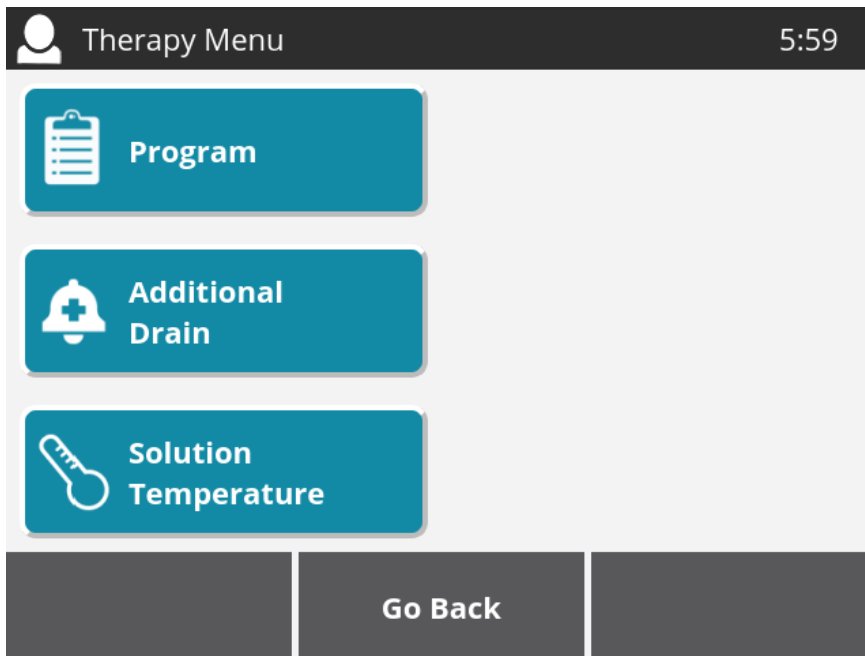 Therapy Menu 5:59
Program
Additional
Drain
Solution
Temperature
Go Back